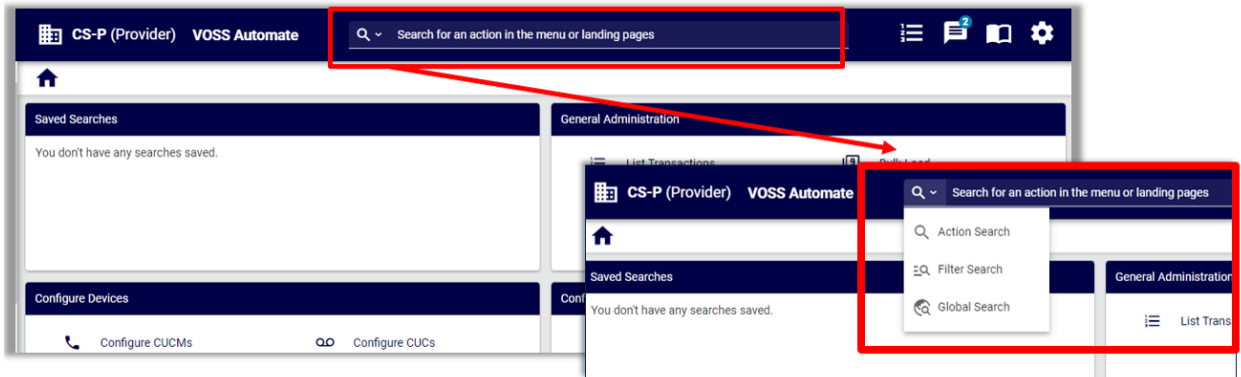 CS-P (Provider) VOSS Automate Search for an action in the menu or landing pages 2
Saved Searches General Administration
You don't have any searches saved.
List Transactions Bulk Load
Configure Devices
Configure CUCMs Configure CUCs
CS-P (Provider) VOSS Automate Search for an action in the menu or landing pages
Action Search
Filter Search
Global Search
Saved Searches General Administration
You don't have any searches saved.
List Trans